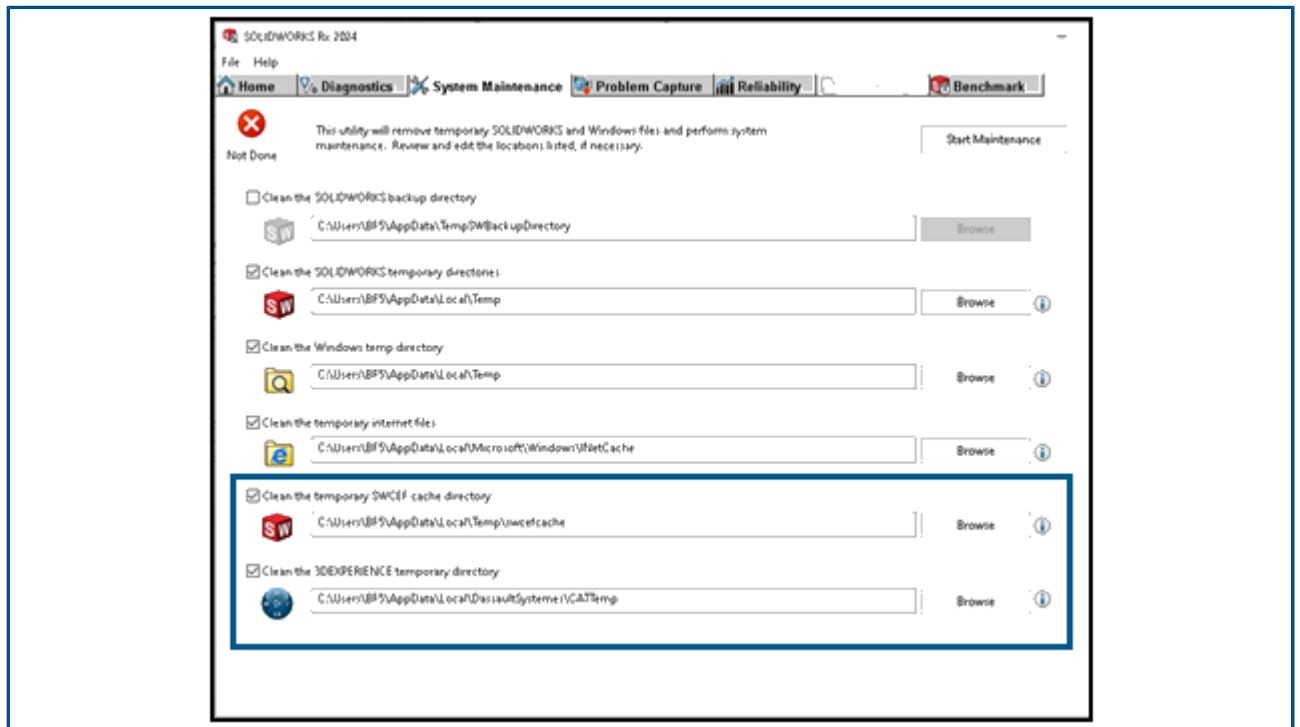 SOLIDWORKS Rx 2024
File Help
Home Diagnostics System Maintenance Problem Capture Reliability Benchmark
This utility will remove temporary SOLIDWORKS and Windows files and perform system
maintenance. Review and edit the locations listed, if necessary.
Start Maintenance
Not Done
Clean the SOLIDWORKS backup directory
C:\Users\BF5\AppData\TempSWBackupDirectory
Browse
Clean the SOLIDWORKS temporary directories
C:\Users\BF5\AppData\Local\Temp
Browse
Clean the Windows temp directory
C:\Users\BF5\AppData\Local\Temp
Browse
Clean the temporary internet files
C:\Users\BF5\AppData\Local\Microsoft\Windows\INetCache
Browse
Clean the temporary SWCEF cache directory
C:\Users\BF5\AppData\Local\Temp\swcefcache
Browse
Clean the 3DEXPERIENCE temporary directory
C:\Users\BF5\AppData\Local\DassaultSystemes\CATTemp
Browse